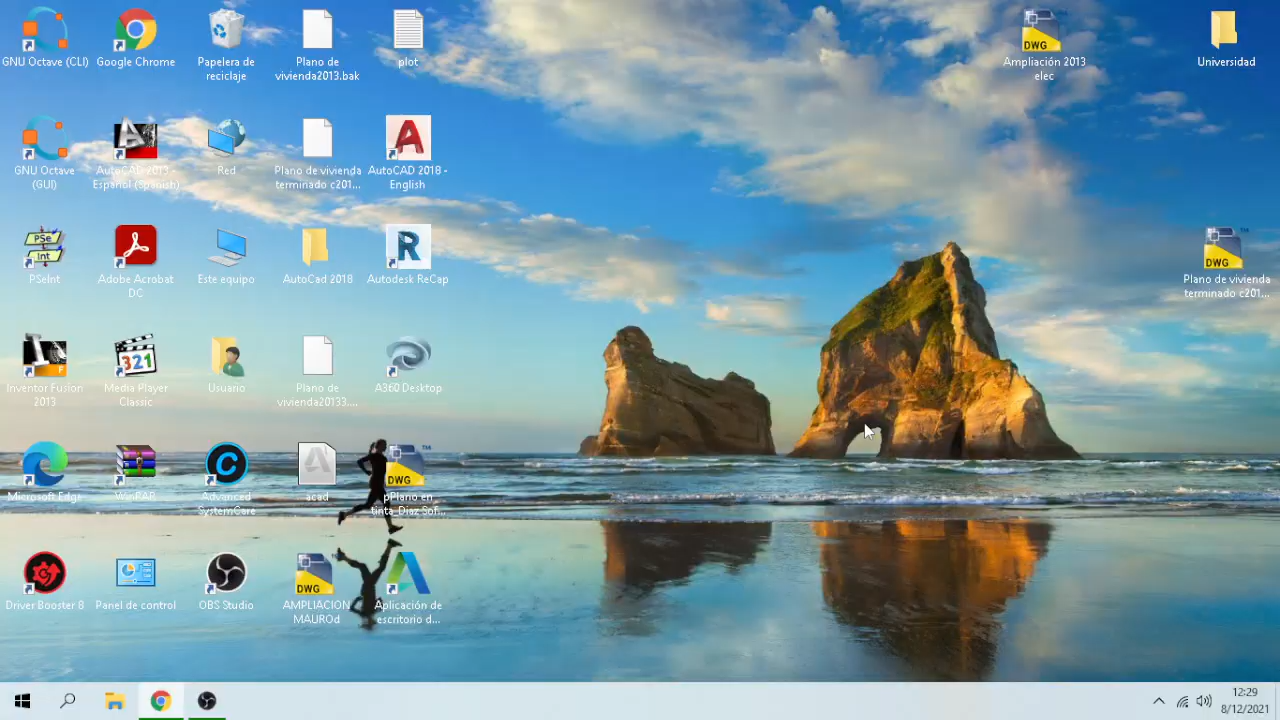 GNU Octave (CLI)
Google Chrome
Papelera de
reciclaje
Plano de
vivienda2013.bak
plot
DWG
Ampliación 2013
elec
Universidad
GNU Octave
(GUI)
AutoCAD 2013 -
Español (Spanish)
Red
Plano de vivienda
terminado c201...
AutoCAD 2018 -
English
PSe
Int
PSeInt
Adobe Acrobat
DC
Este equipo
AutoCad 2018
Autodesk ReCap
DWG
Plano de vivienda
terminado c201...
Inventor Fusion
2013
321
Media Player
Classic
Usuario
Plano de
vivienda20133....
A360 Desktop
Microsoft Edge
WinRAR
Advanced
SystemCare
acad
DWG
pPlano en
tinta_Diaz Sof...
Driver Booster 8
Panel de control
OBS Studio
DWG
AMPLIACION
MAUROd
Aplicación de
escritorio d...
12:29
8/12/2021